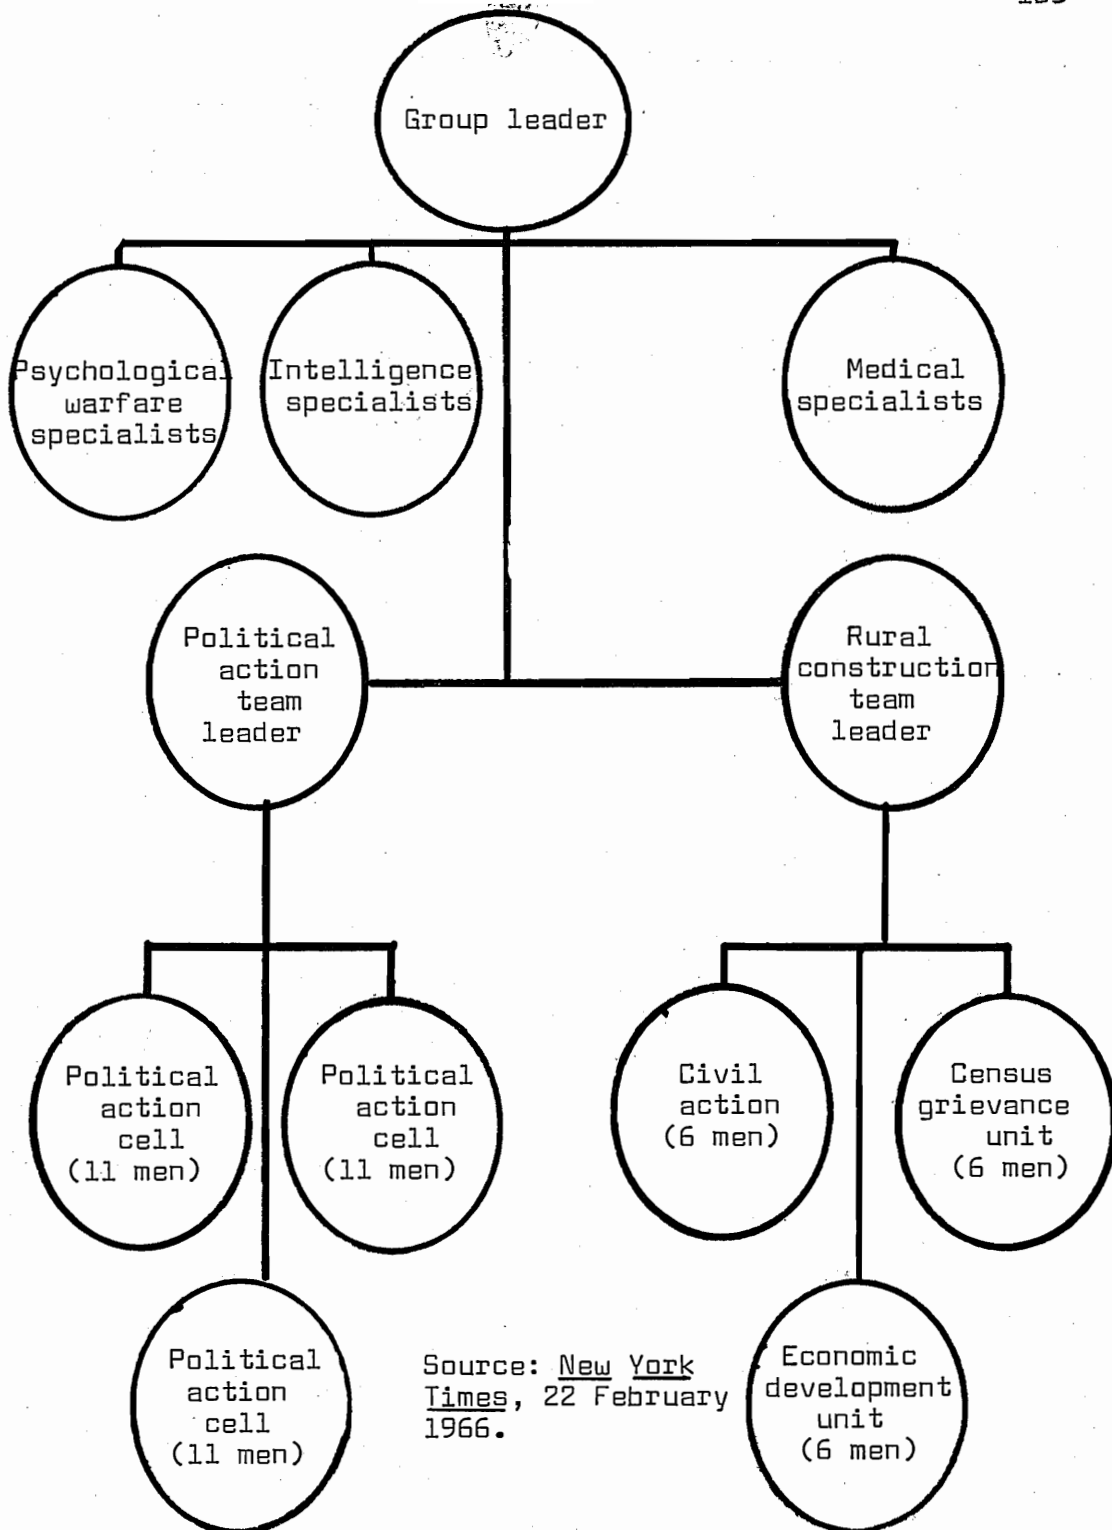 Group leader
Psychological
warfare
specialists
Intelligence
specialists
Medical
specialists
Political
action
team
leader
Rural
construction
team
leader
Political
action
cell
(11 men)
Political
action
cell
(11 men)
Civil
action
(6 men)
Census
grievance
unit
(6 men)
Political
action
cell
(11 men)
Source: New York
Times, 22 February
1966.
Economic
development
unit
(6 men)